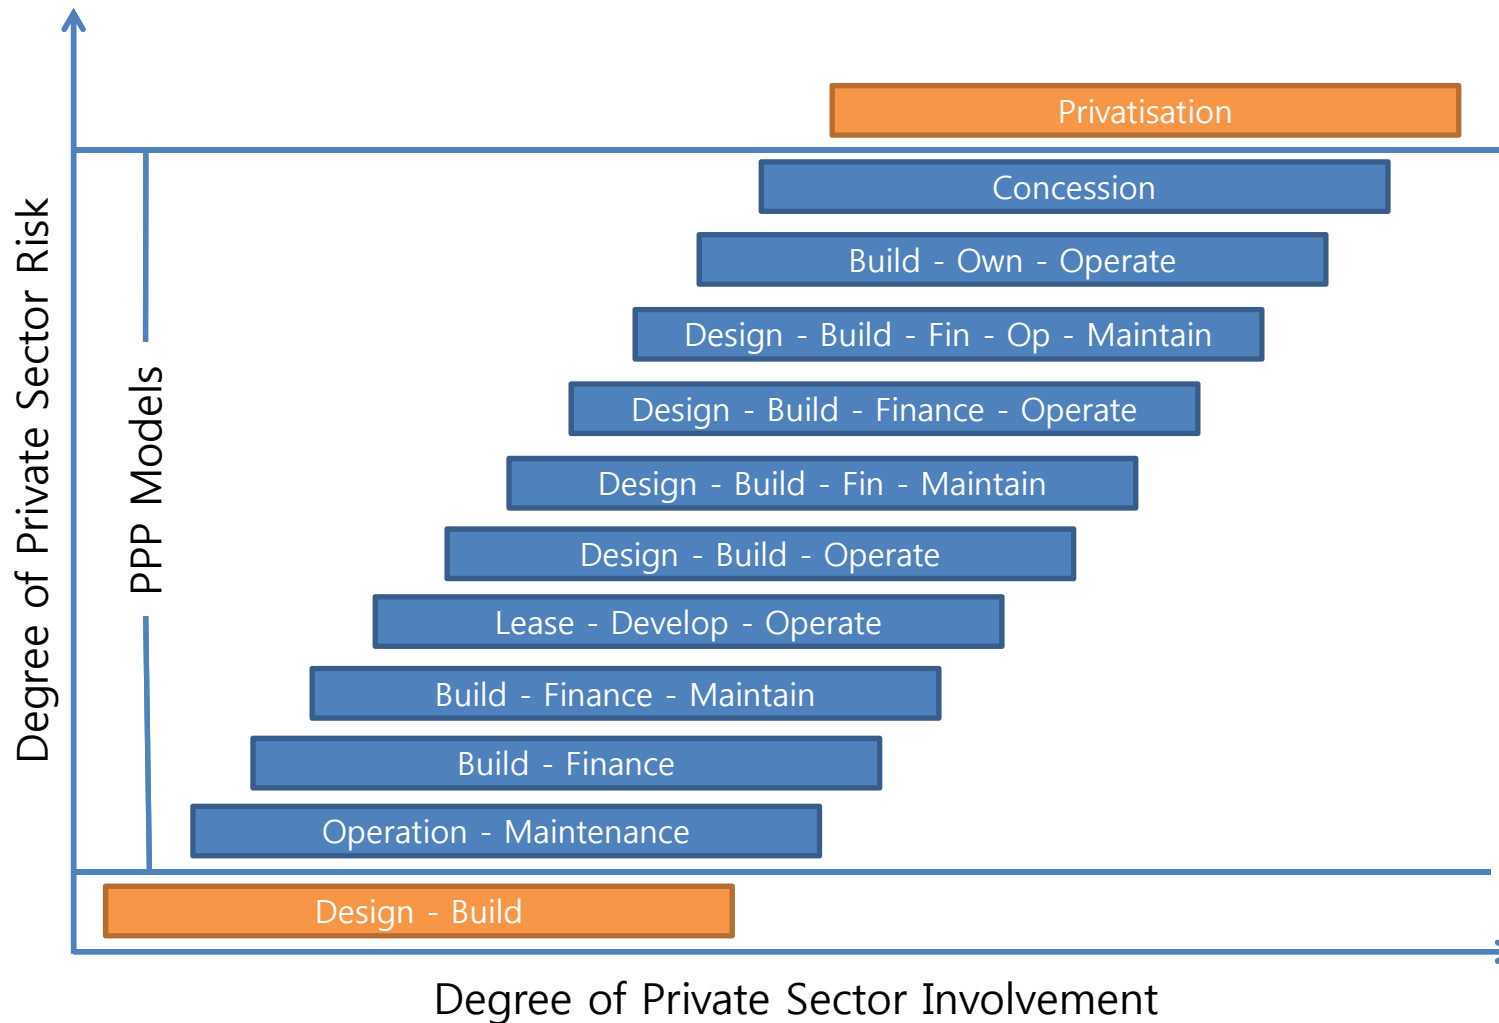 Privatisation
Concession
Build - Own - Operate
Design - Build - Fin - Op - Maintain
Design - Build - Finance - Operate
Design - Build - Fin - Maintain
Design - Build - Operate
Lease - Develop - Operate
Build - Finance - Maintain
Build - Finance
Operation - Maintenance
Design - Build
Degree of Private Sector Risk
PPP Models
Degree of Private Sector Involvement